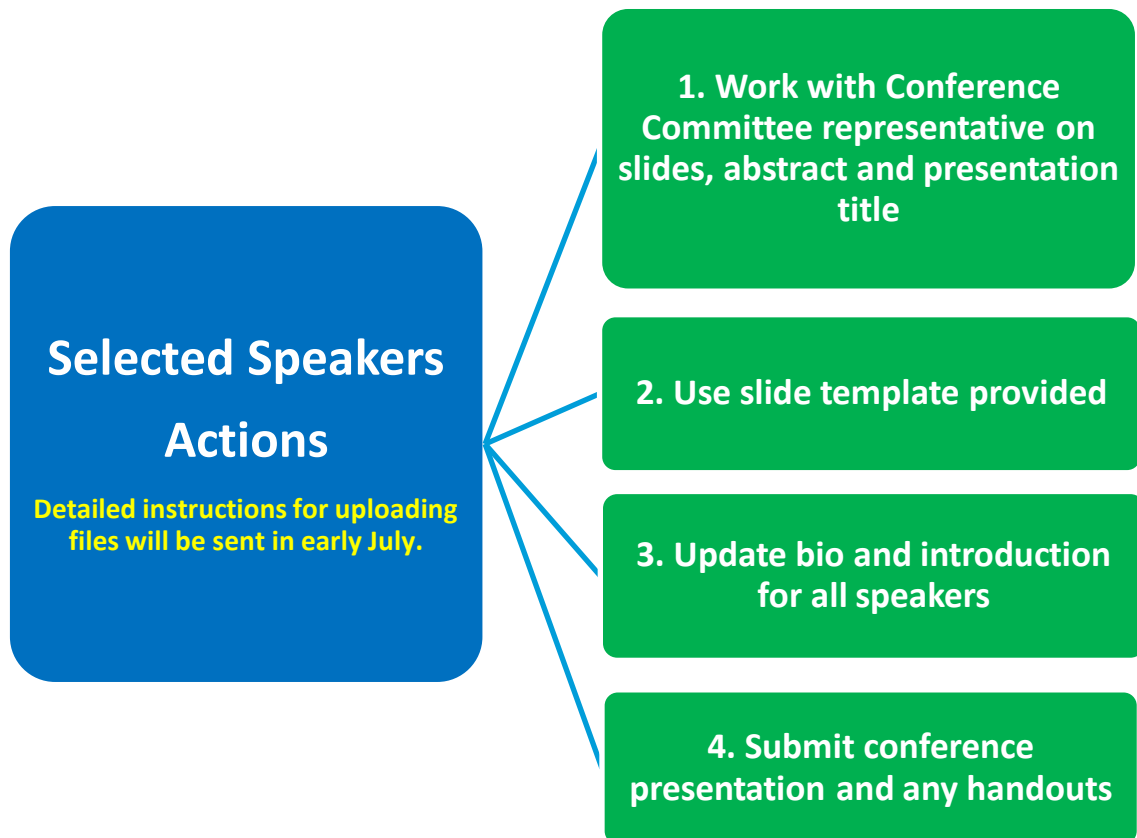 Selected Speakers
Actions
Detailed instructions for uploading
files will be sent in early July.
1. Work with Conference
Committee representative on
slides, abstract and presentation
title
2. Use slide template provided
3. Update bio and introduction
for all speakers
4. Submit conference
presentation and any handouts